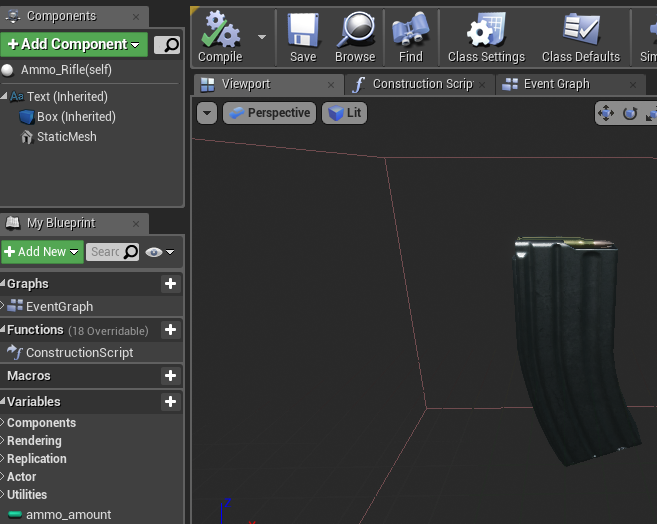 Components
+Add Component
Ammo_Rifle(self)
Aa Text (Inherited)
Box (Inherited)
StaticMesh
My Blueprint
+Add New
Searc
Graphs
EventGraph
Functions (18 Overridable)
ConstructionScript
Macros
Variables
Components
Rendering
Replication
Actor
Utilities
ammo_amount
Compile
Save
Browse
Find
Class Settings
Class Defaults
Sim
Viewport
Construction Scrip
Event Graph
Perspective
Lit
Z
X